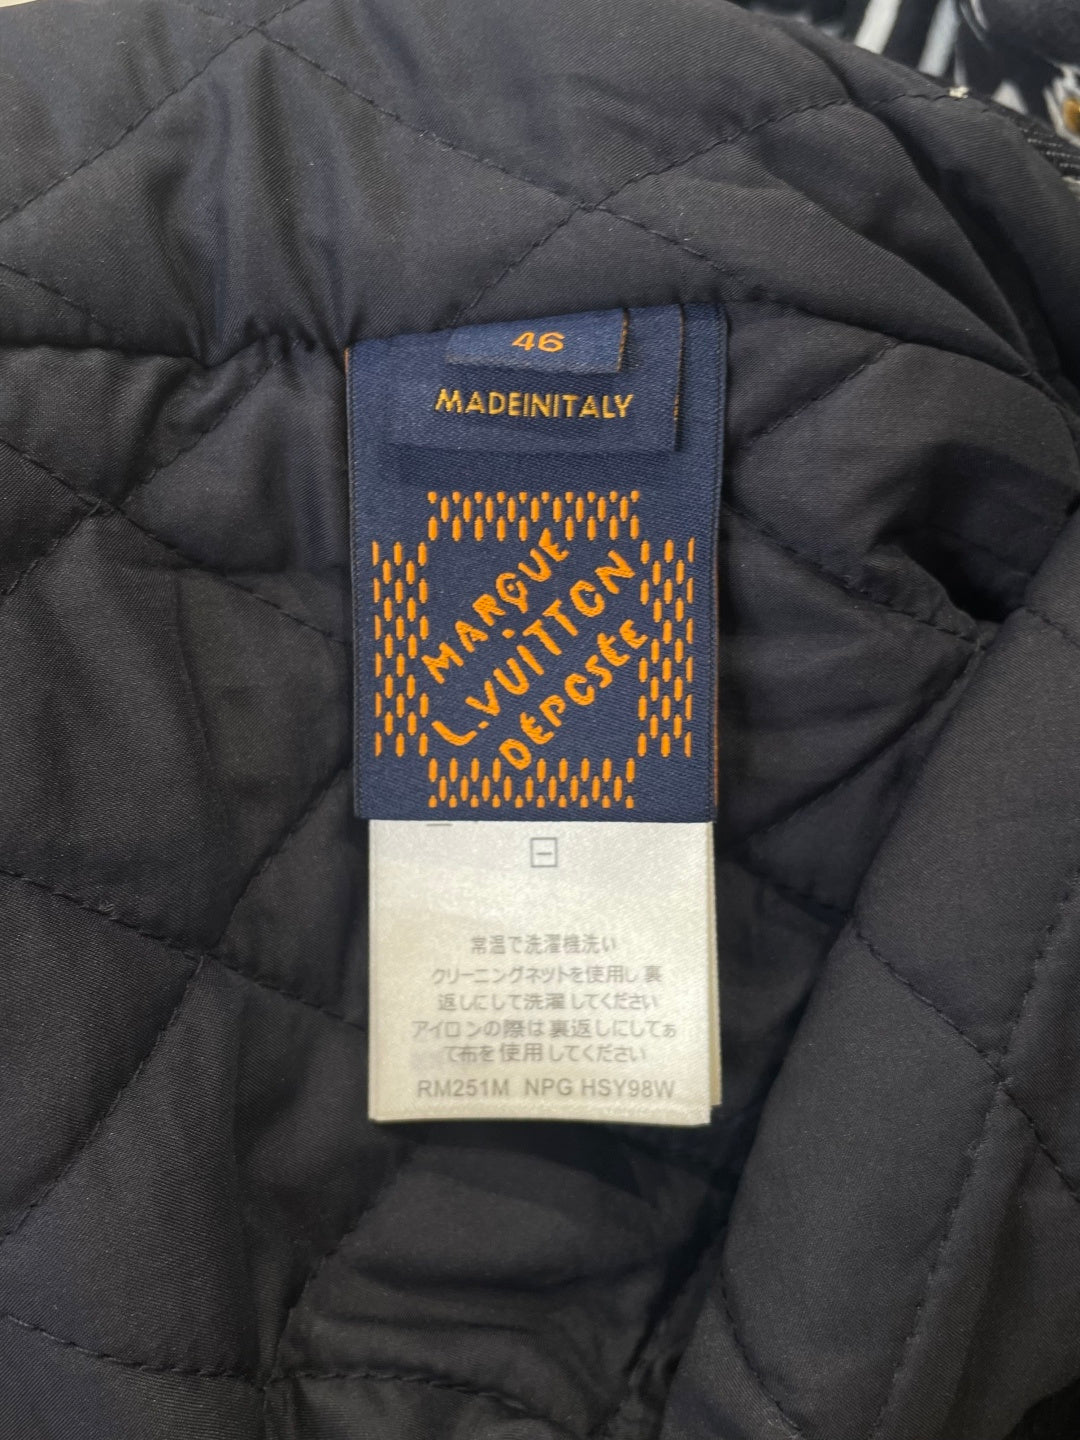 46
MADEINITALY
MARQUE
L.VUITTON
DÉPOSÉE
常温で洗濯機洗い
クリーニングネットを使用し 裏
返しにして洗濯 してください
アイロンの際は 裏返しにしてぁ
て布を 使用 してください
RM251M NPG HSY98W